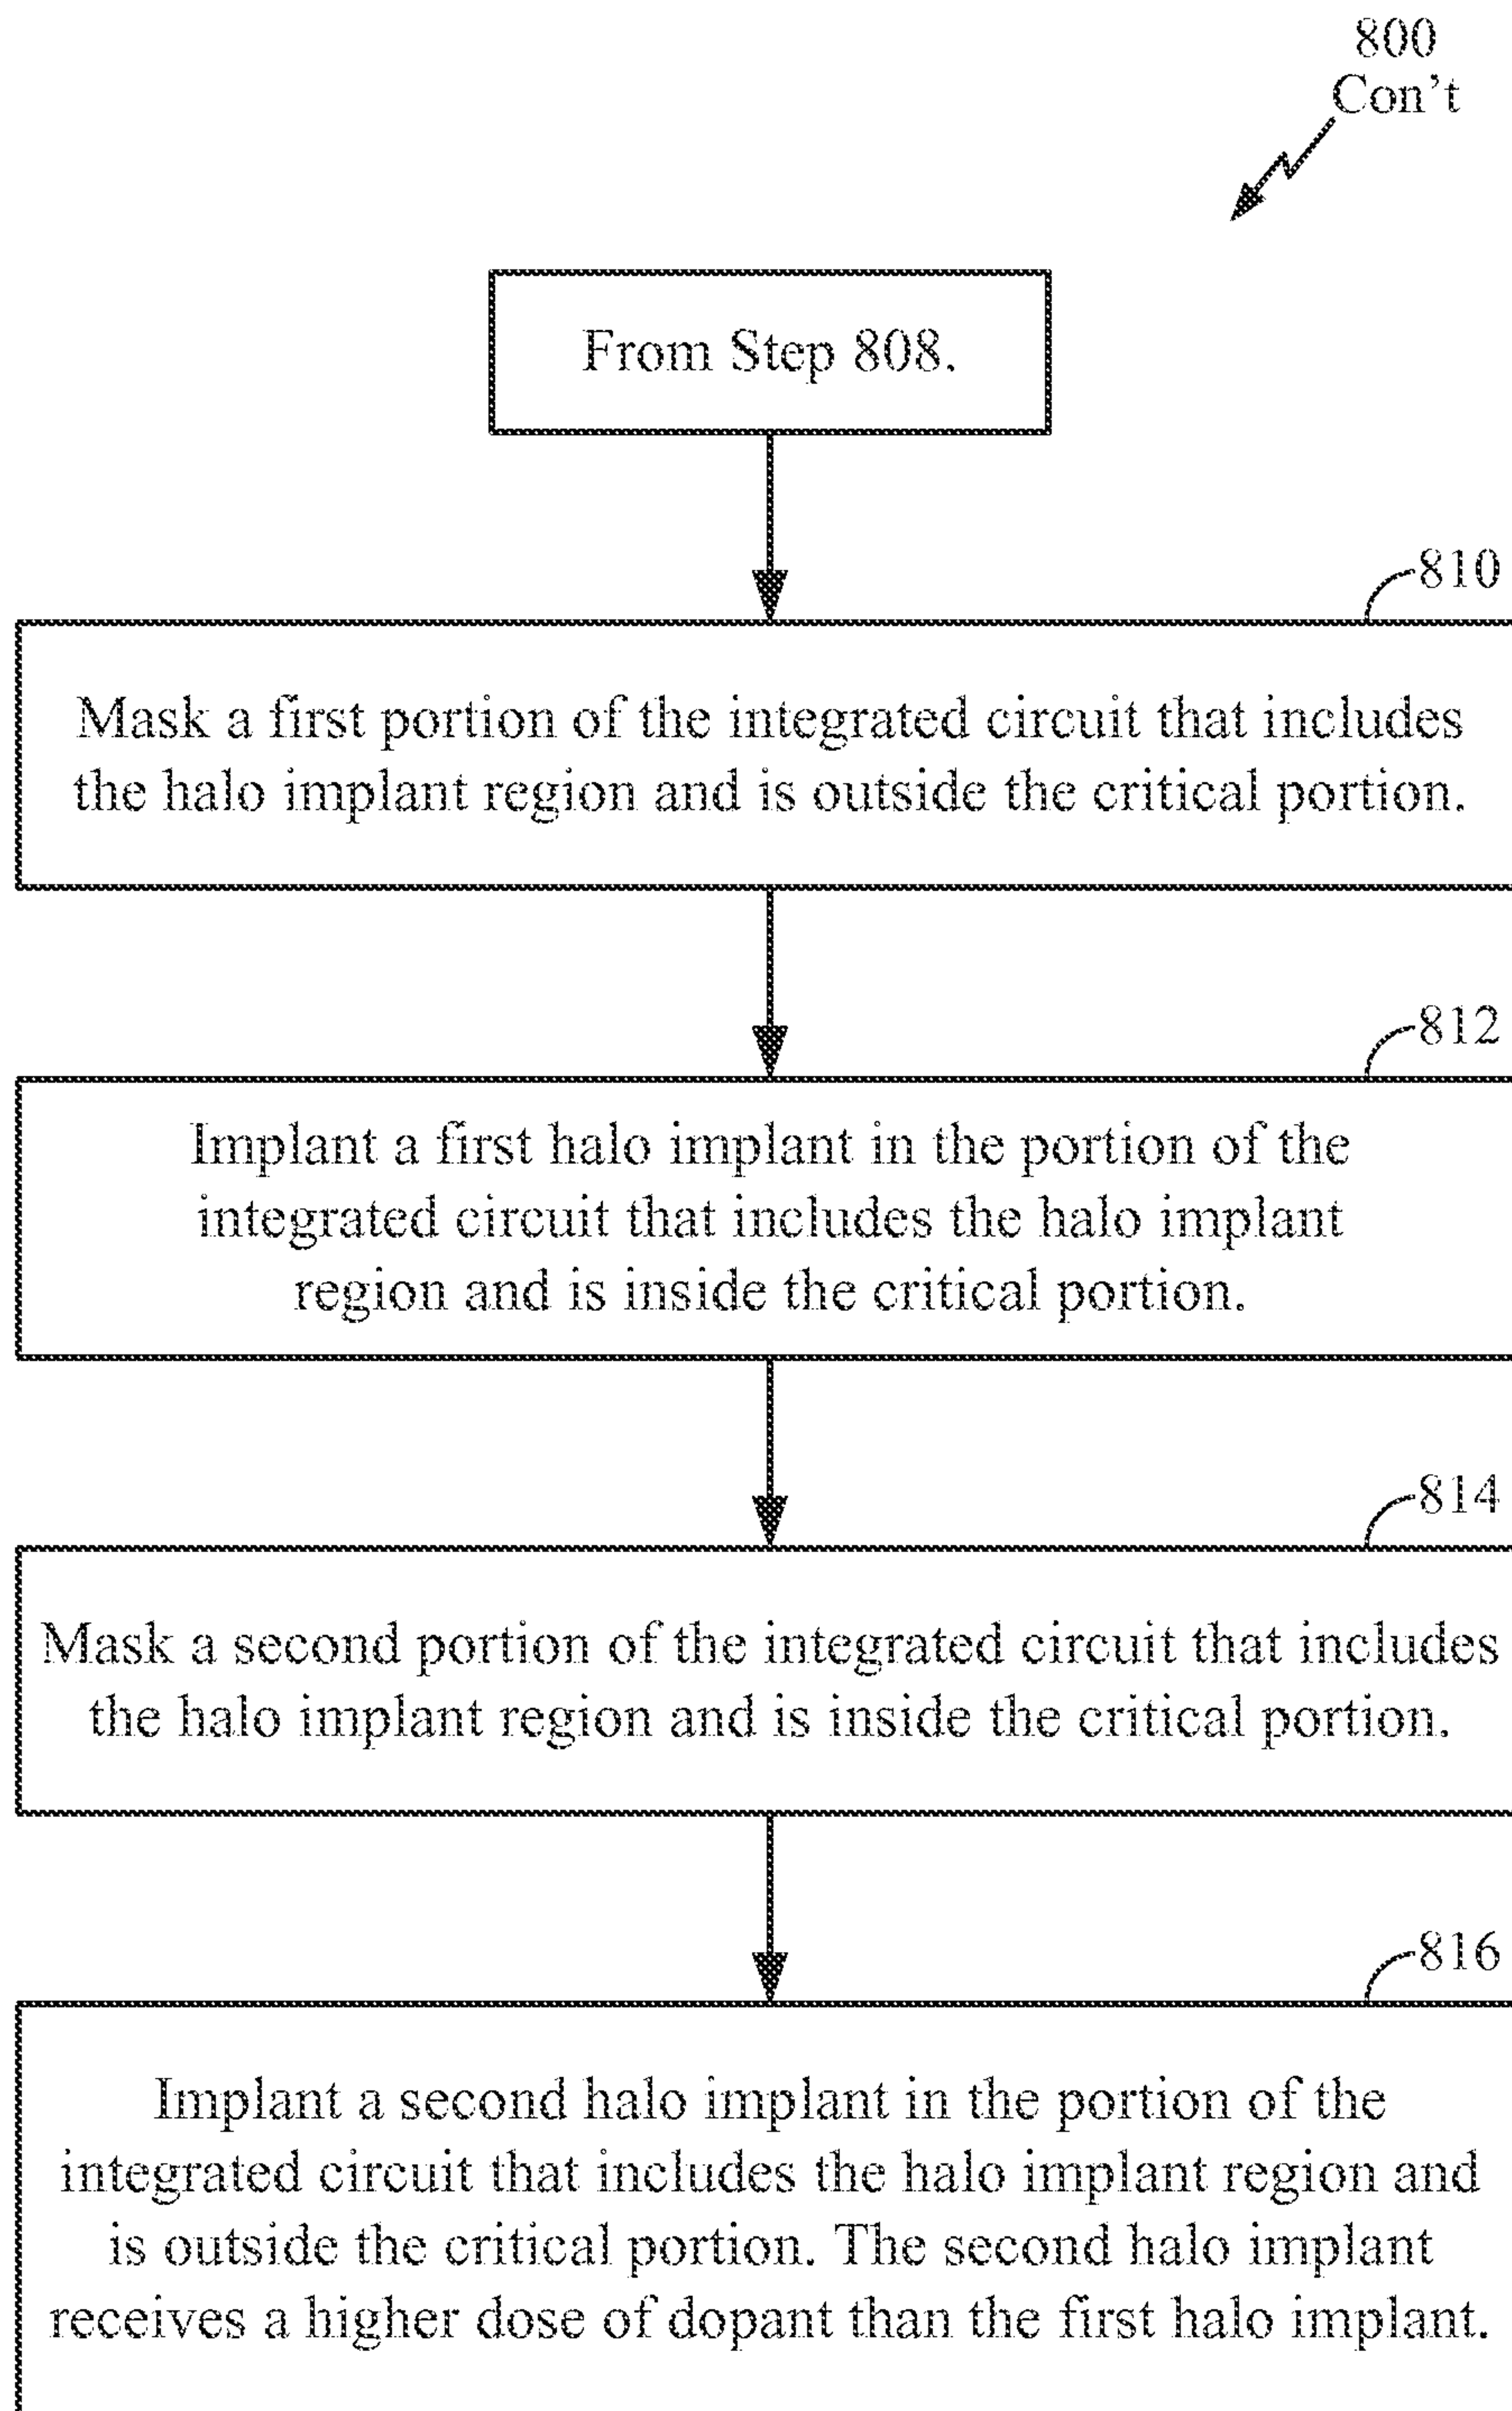 800
Con’t
From Step 808.
810
Mask a first portion of the integrated circuit that includes
the halo implant region and is outside the critical portion.
812
Implant a first halo implant in the portion of the
integrated circuit that includes the halo implant
region and is inside the critical portion.
814
Mask a second portion of the integrated circuit that includes
the halo implant region and is inside the critical portion.
816
Implant a second halo implant in the portion of the
integrated circuit that includes the halo implant region and
is outside the critical portion. The second halo implant
receives a higher dose of dopant than the first halo implant.